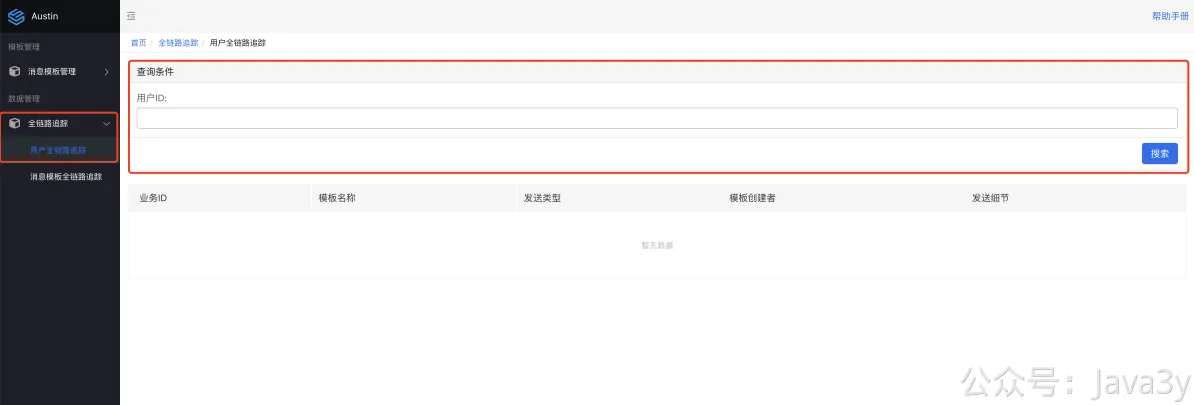 Austin
帮助手册
模板管理
消息模板管理
数据管理
全链路追踪
用户全链路追踪
消息模板全链路追踪
首页 / 全链路追踪 / 用户全链路追踪
查询条件
用户ID:
搜索
业务ID 模板名称 发送类型 模板创建者 发送细节
暂无数据
公众号：Java3y